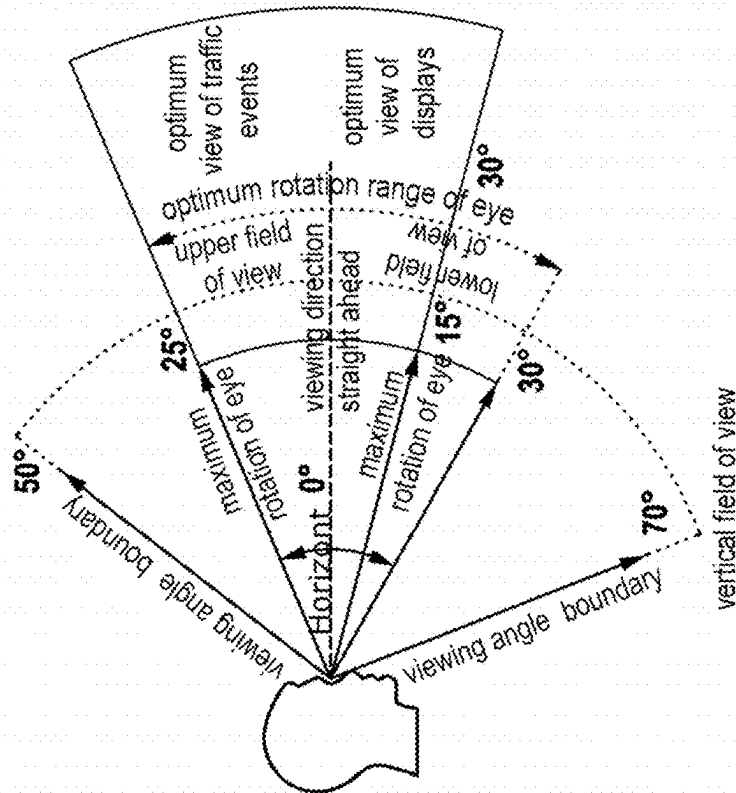 50°
viewing angle boundary
25°
maximum
rotation of eye
upper field
of view
optimum
view of traffic
events
optimum rotation range of eye
Horizont
0°
viewing direction
straight ahead
optimum
view of
displays
lower field
of view
maximum
rotation of eye
15°
30°
30°
viewing angle boundary
70°
vertical field of view